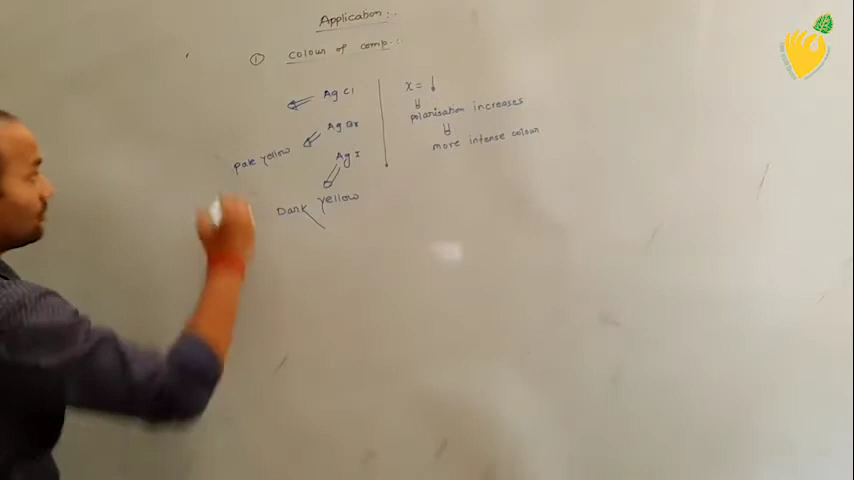 Application:-
① Colour of comp:-
Ag Cl
Ag Br
pale yellow
Ag I
Dark yellow
X = ↓
⇓
polarisation increases
⇓
more intense colour